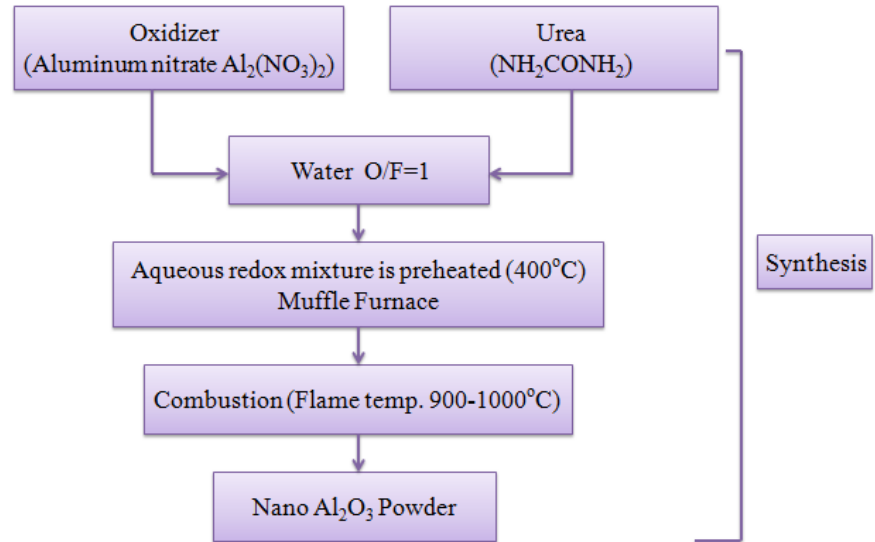 Oxidizer
(Aluminum nitrate Al₂(NO₃)₂)
Urea
(NH₂CONH₂)
Water O/F=1
Aqueous redox mixture is preheated (400°C)
Muffle Furnace
Synthesis
Combustion (Flame temp. 900-1000°C)
Nano Al₂O₃ Powder